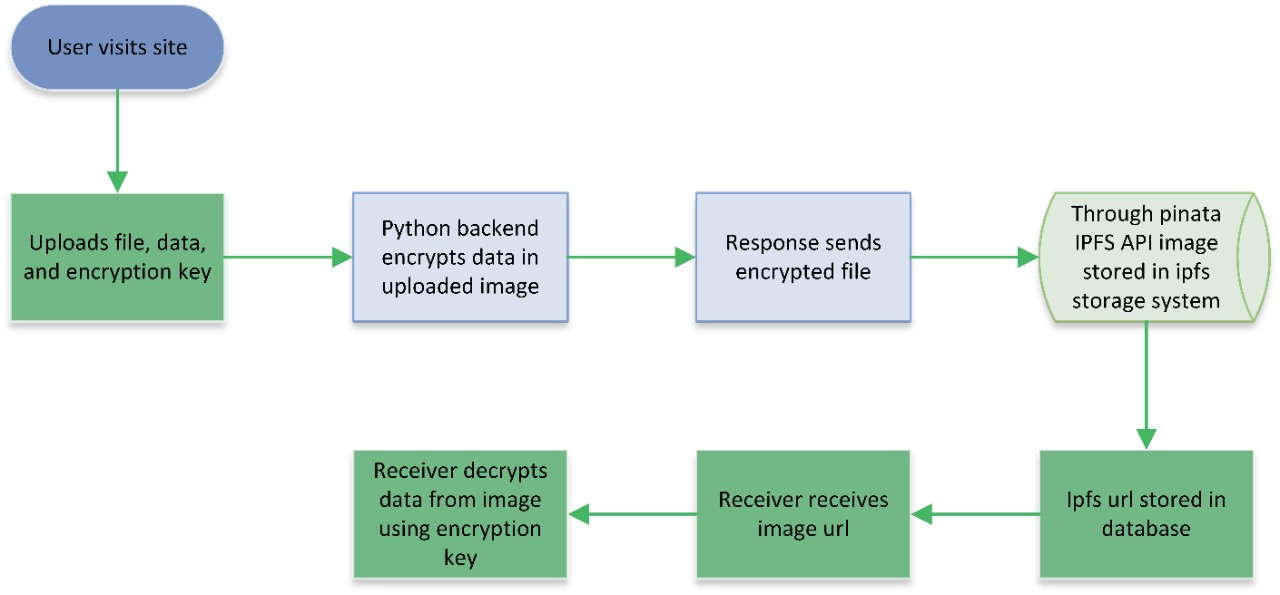 User visits site
Uploads file, data,
and encryption key
Python backend
encrypts data in
uploaded image
Response sends
encrypted file
Through pinata
IPFS API image
stored in ipfs
storage system
Receiver decrypts
data from image
using encryption
key
Receiver receives
image url
Ipfs url stored in
database